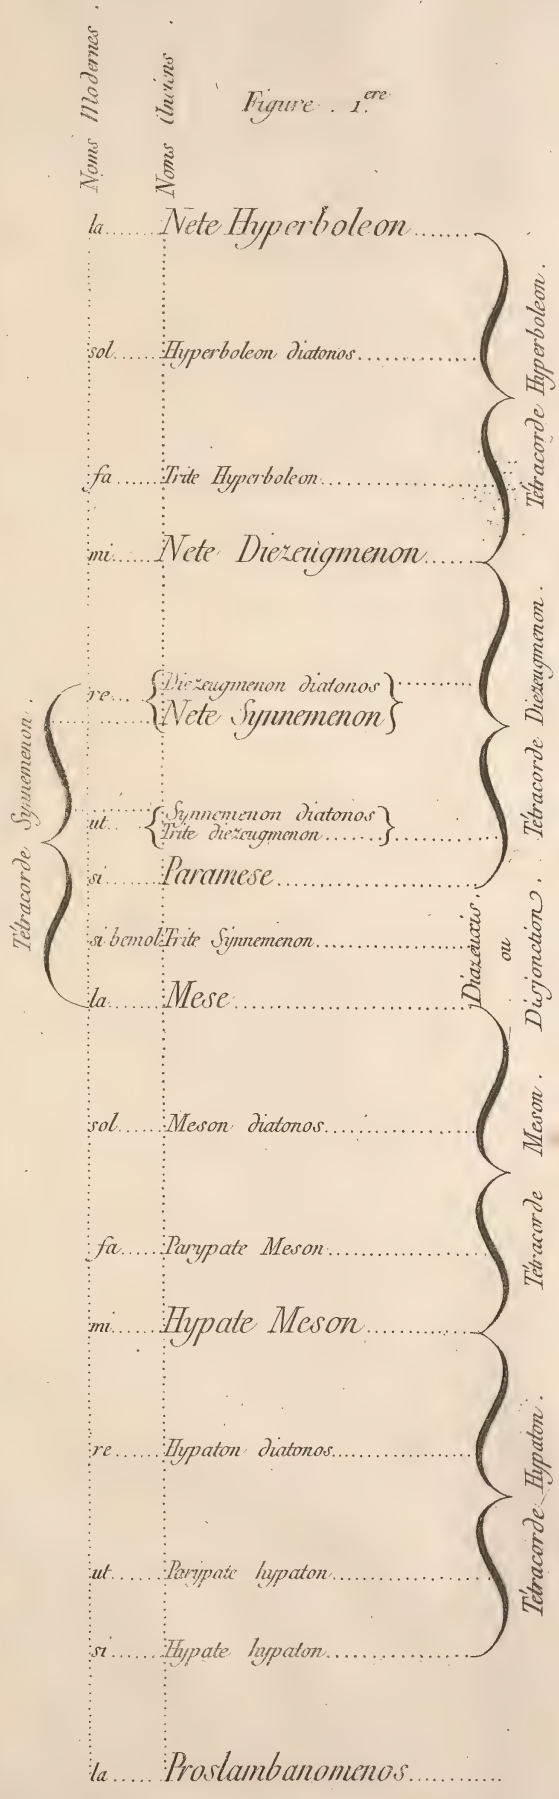 Figure . 1.ere
Noms Modernes .
Noms Anciens .
la ...... Nete Hyperboleon ......
sol ..... Hyperboleon diatonos ......
fa ...... Trite Hyperboleon ......
mi ...... Nete Diezeugmenon ......
re ... { Diezeugmenon diatonos } ......
Nete Synnemenon
ut .. { Synnemenon diatonos }
Trite diezeugmenon ......
si ...... Paramese ......
si bemol Trite Synnemenon ......
la ...... Mese ......
sol ..... Meson diatonos ......
fa ..... Parypate Meson ......
mi ...... Hypate Meson ......
re ...... Hypaton diatonos ......
ut ...... Parypate hypaton ......
si ...... Hypate hypaton ......
la ..... Proslambanomenos ......
Tétracorde Synnemenon .
Tétracorde Hyperboleon .
Tétracorde Diezeugmenon .
Diazeuxis .
ou
Disjonction .
Tétracorde Meson .
Tétracorde Hypaton .